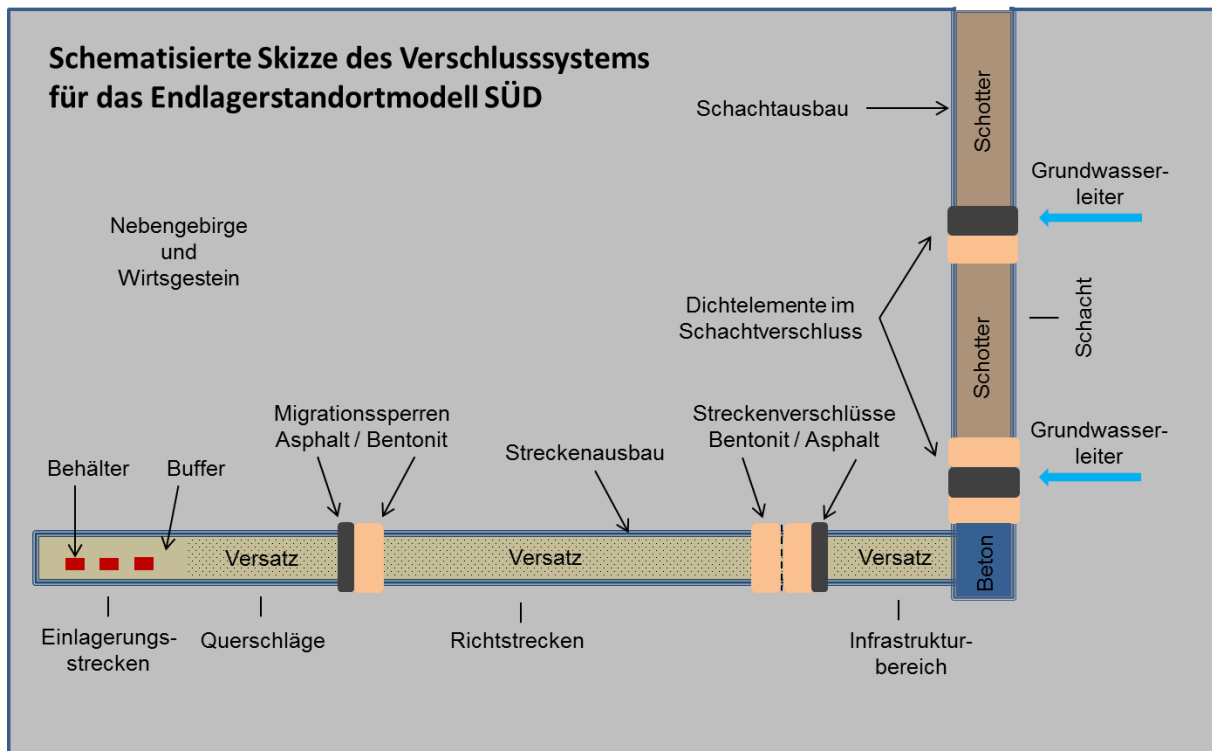 Schematisierte Skizze des Verschlusssystems
für das Endlagerstandortmodell SÜD
Schachtausbau
Schotter
Grundwasser-
leiter
Nebengebirge
und
Wirtsgestein
Dichtelemente im
Schachtverschluss
Schotter
Schacht
Migrationssperren
Asphalt / Bentonit
Streckenverschlüsse
Bentonit / Asphalt
Grundwasser-
leiter
Behälter
Buffer
Streckenausbau
Versatz
Versatz
Versatz
Beton
Einlagerungs-
strecken
Querschläge
Richtstrecken
Infrastruktur-
bereich